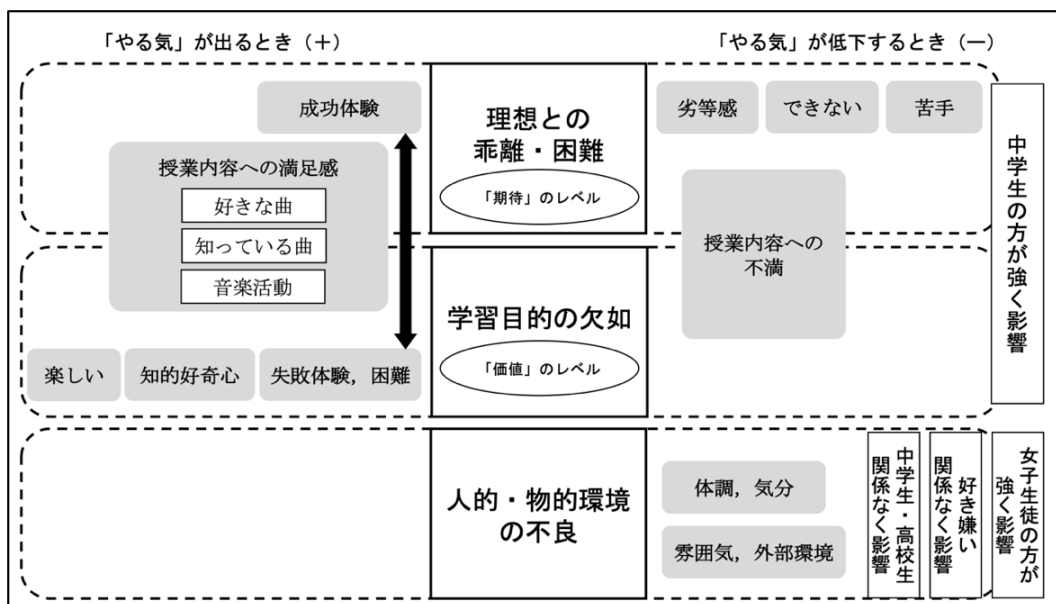 「やる気」が出るとき（＋）
「やる気」が低下するとき（－）
成功体験
授業内容への満足感
好きな曲
知っている曲
音楽活動
楽しい
知的好奇心
失敗体験，困難
理想との
乖離・困難
「期待」のレベル
学習目的の欠如
「価値」のレベル
人的・物的環境
の不良
劣等感
できない
苦手
授業内容への
不満
体調，気分
雰囲気，外部環境
中学生の方が強く影響
中学生・高校生
関係なく影響
好き嫌い
関係なく影響
女子生徒の方が
強く影響